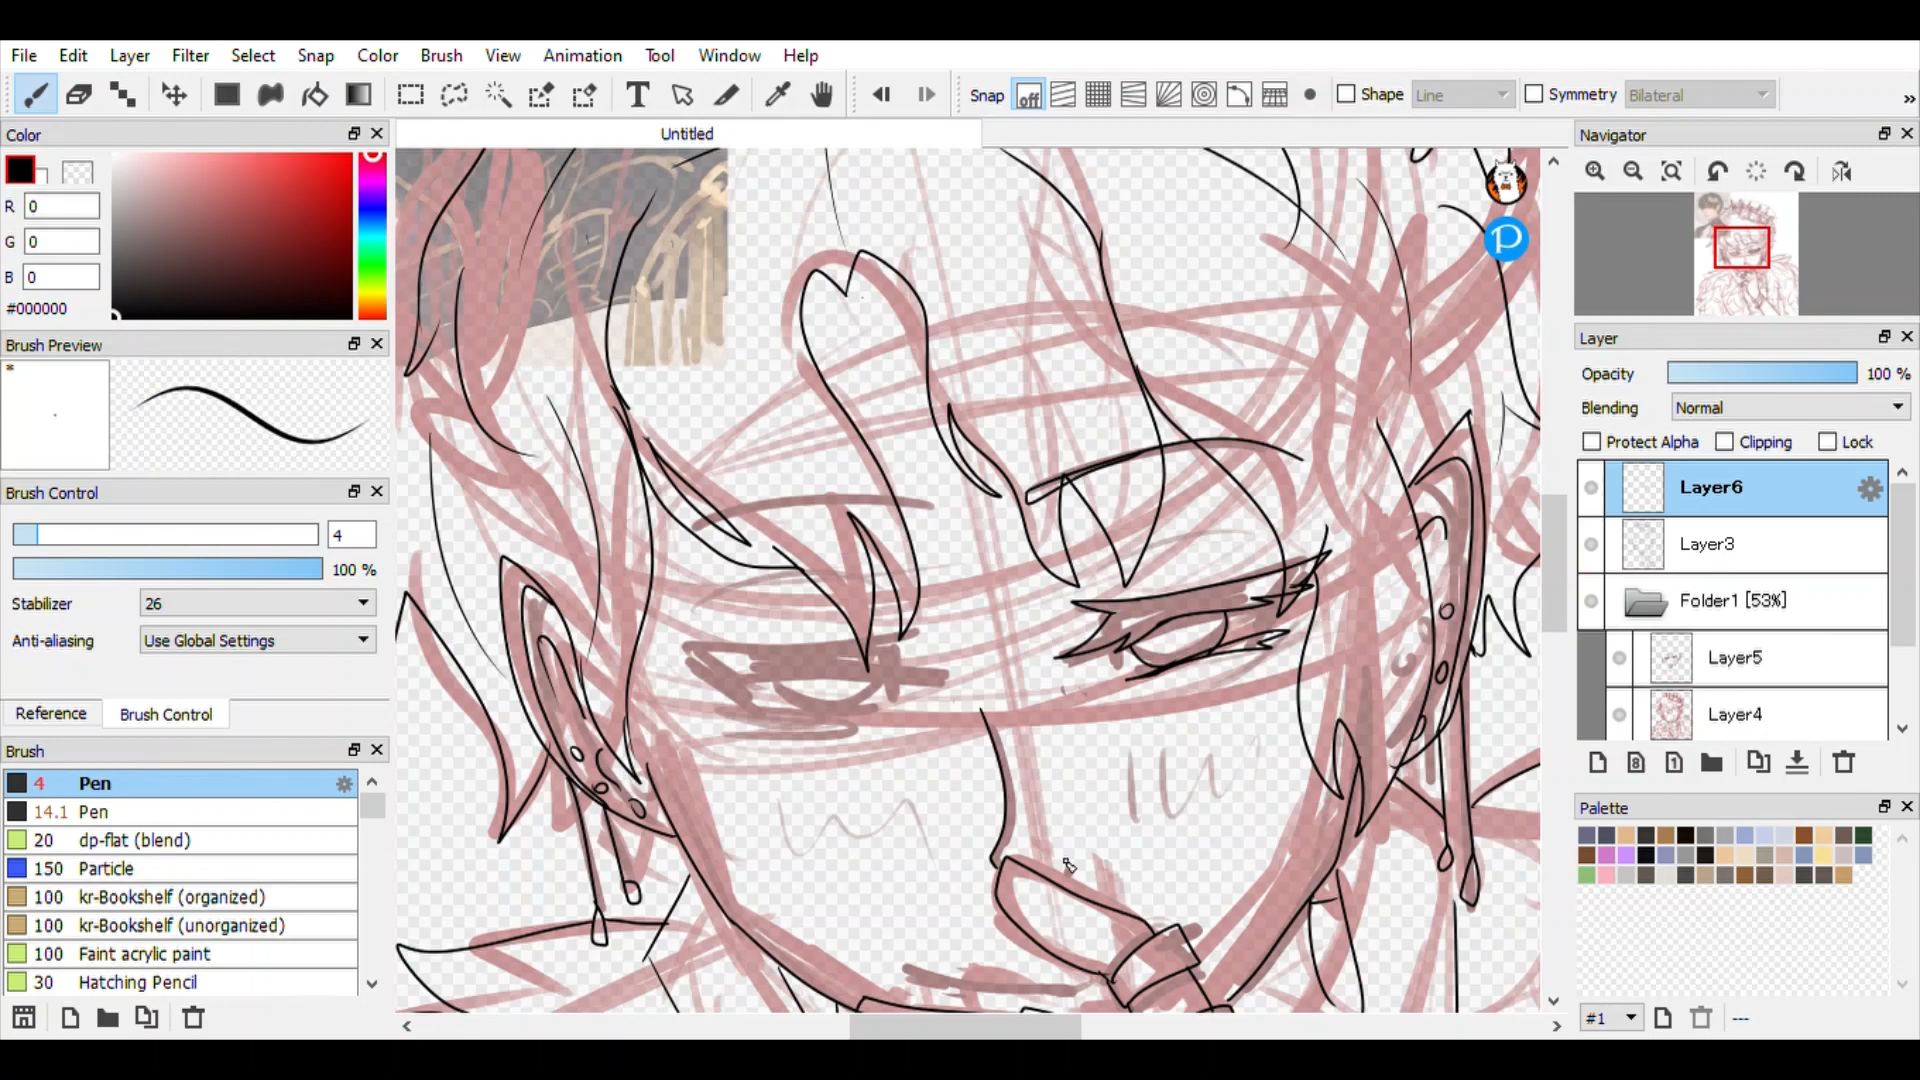 File Edit Layer Filter Select Snap Color Brush View Animation Tool Window Help
T Snap off Shape Line Symmetry Bilateral »
Color
Untitled
Navigator
R 0
G 0
B 0
#000000
P
Brush Preview
*
Layer
Opacity 100 %
Blending Normal
Protect Alpha Clipping Lock
Brush Control
4
100 %
Stabilizer 26
Anti-aliasing Use Global Settings
Layer6
Layer3
Folder1 [53%]
Layer5
Layer4
Reference Brush Control
8 1
Brush
4 Pen
14.1 Pen
20 dp-flat (blend)
150 Particle
100 kr-Bookshelf (organized)
100 kr-Bookshelf (unorganized)
100 Faint acrylic paint
30 Hatching Pencil
Palette
#1 ---